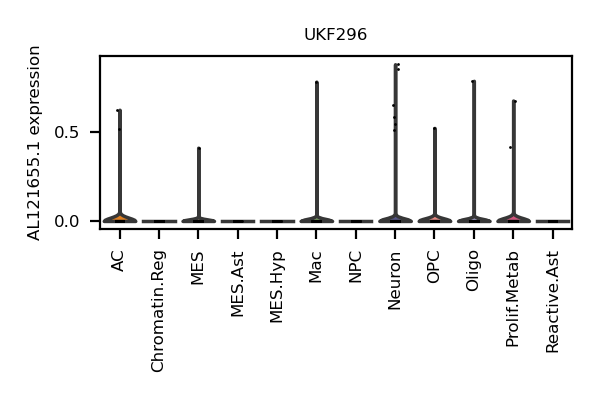 UKF296
AL121655.1 expression
0.5
0.0
AC
Chromatin.Reg
MES
MES.Ast
MES.Hyp
Mac
NPC
Neuron
OPC
Oligo
Prolif.Metab
Reactive.Ast